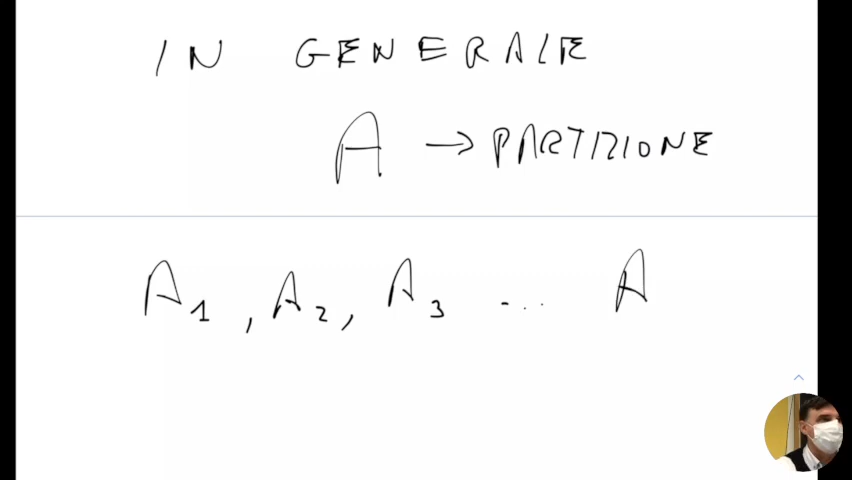 IN GENERALE
A → PARTIZIONE
A₁, A₂, A₃ ... A